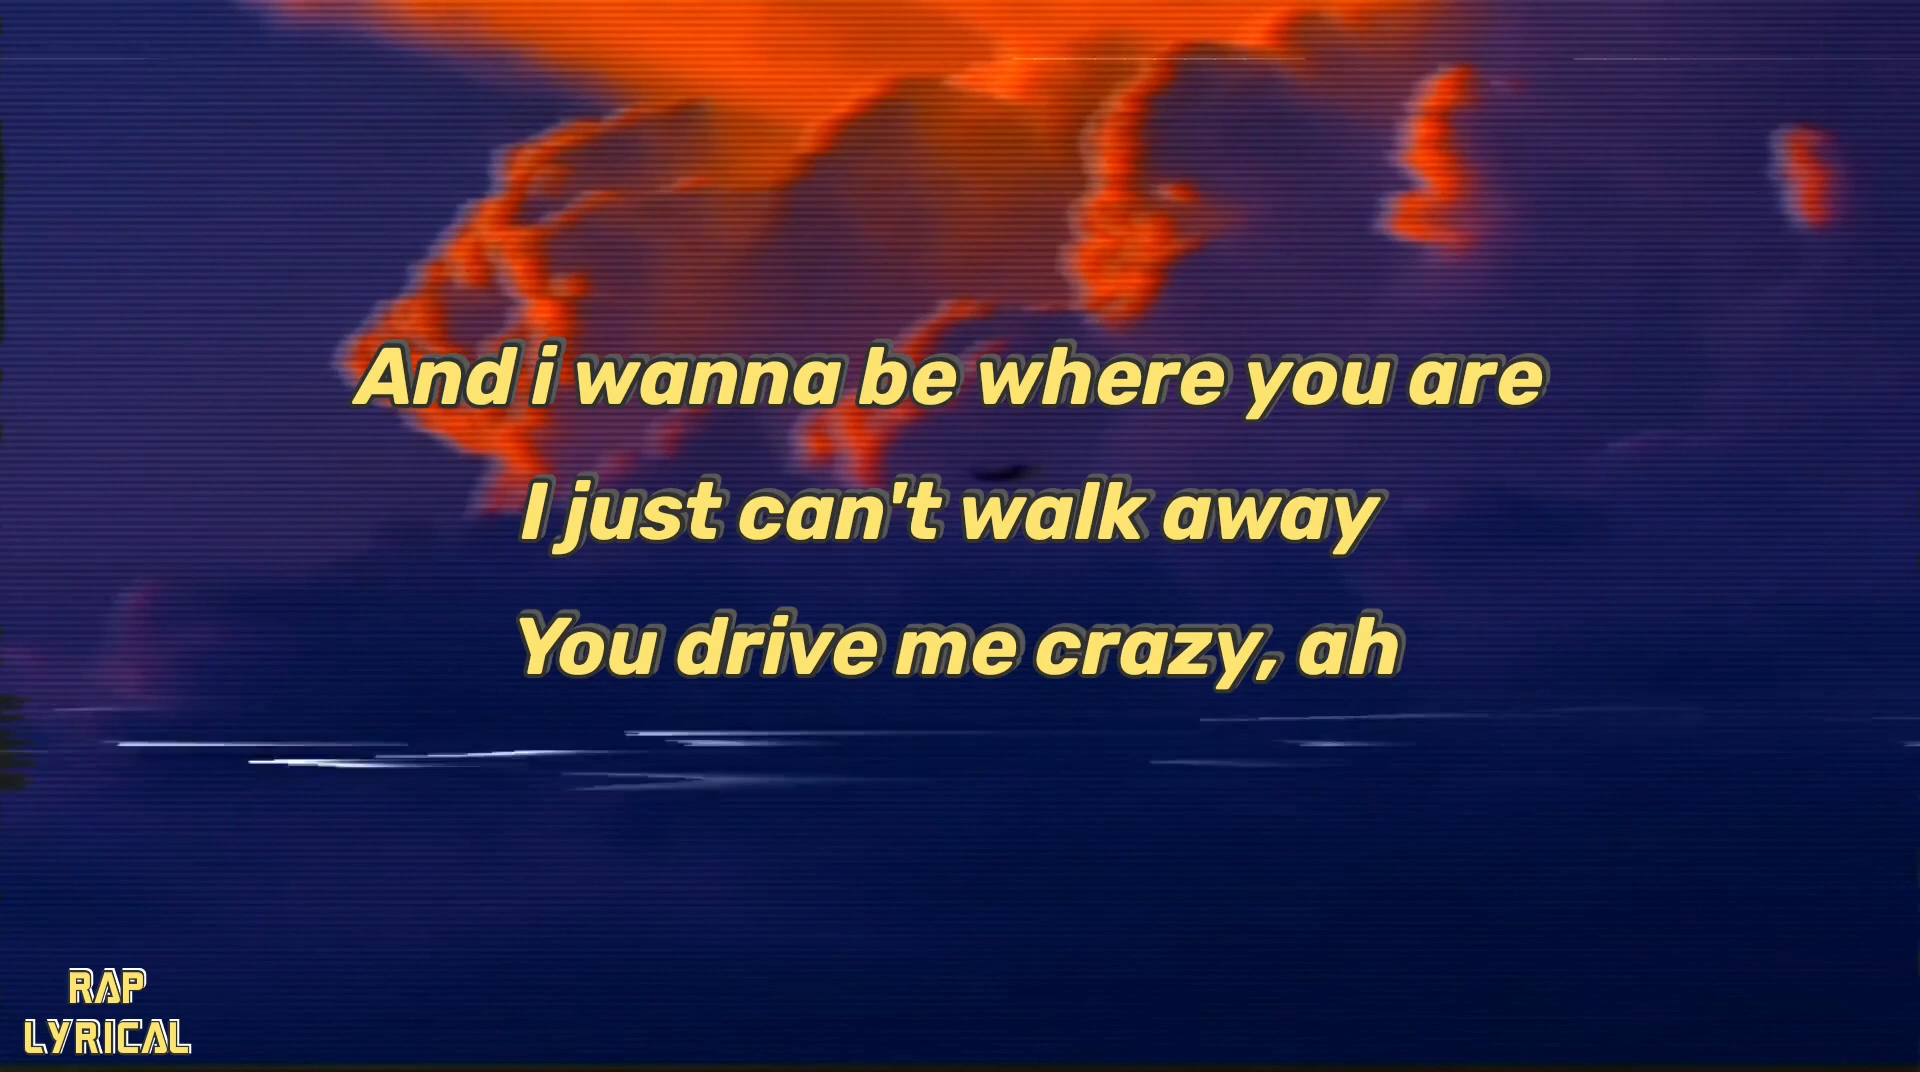 And i wanna be where you are
I just can't walk away
You drive me crazy, ah
RAP
LYRICAL